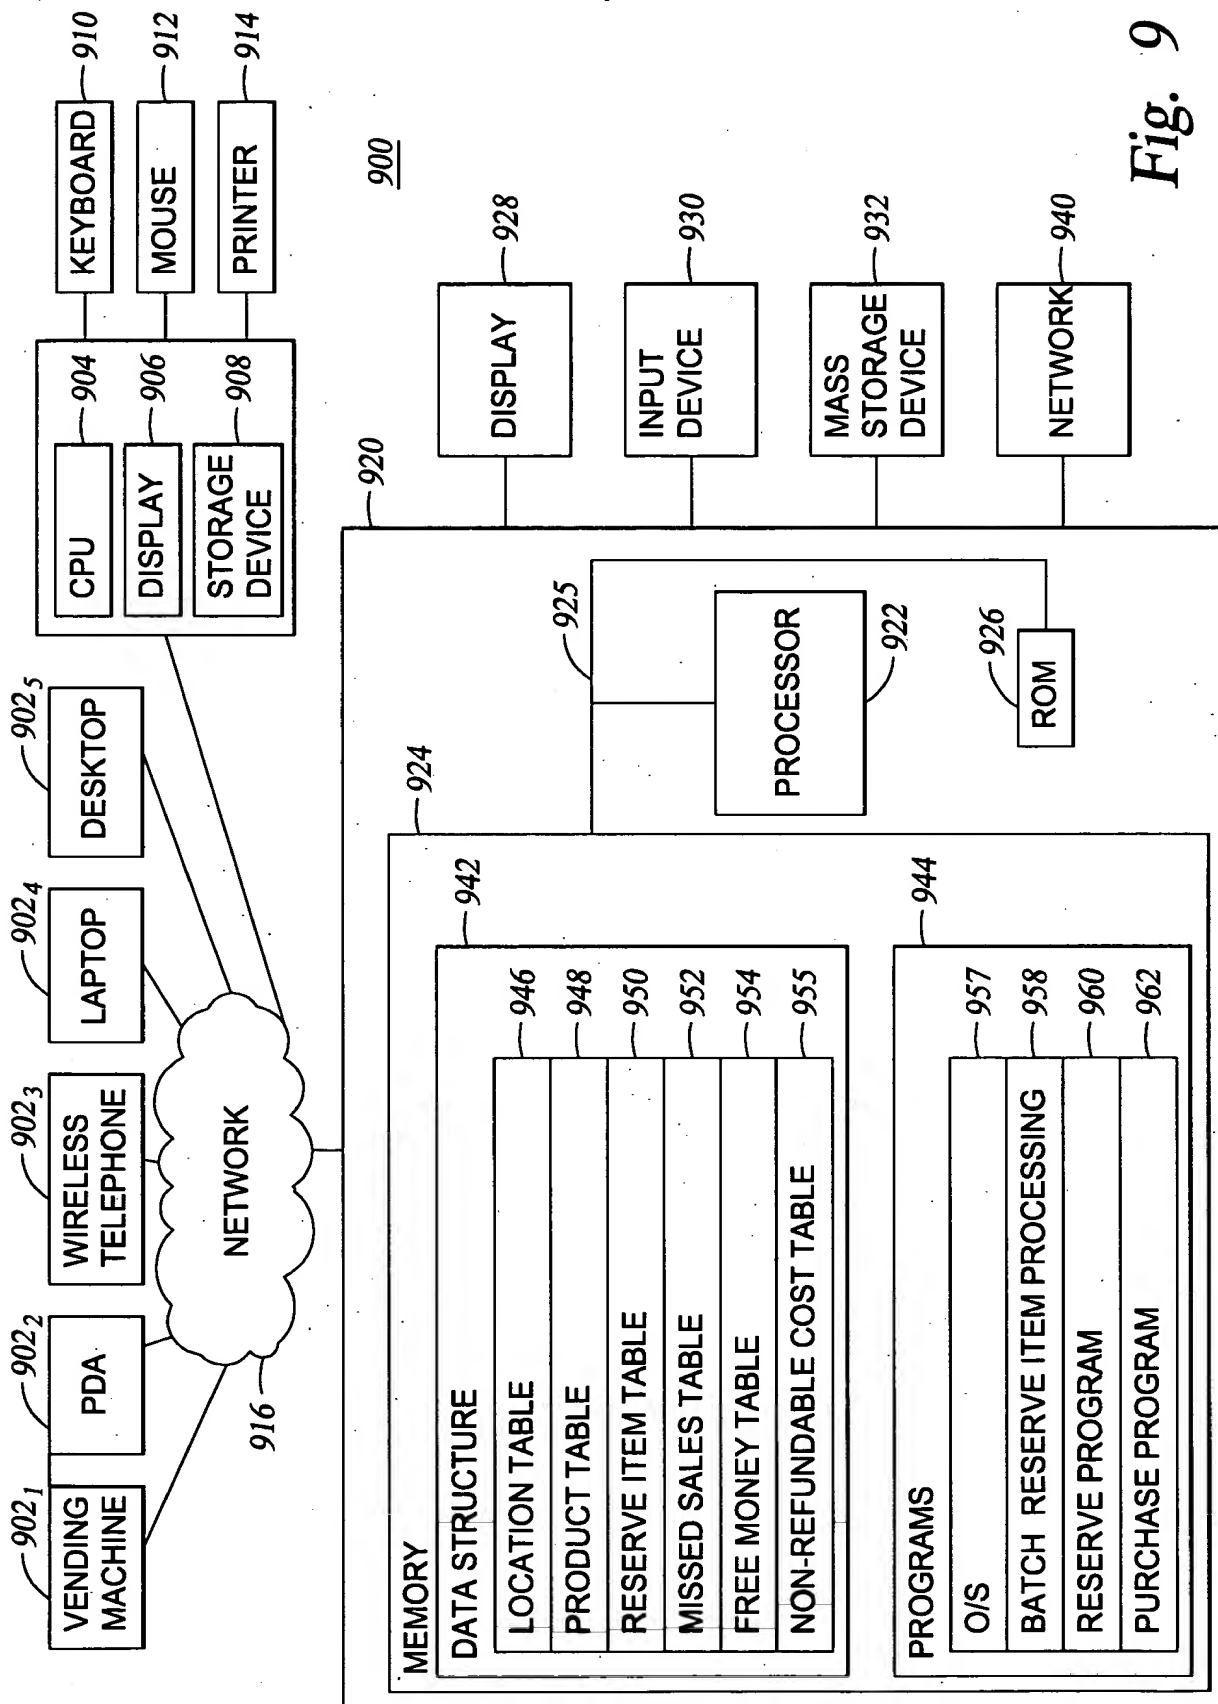 902₁
VENDING
MACHINE
902₂
PDA
902₃
WIRELESS
TELEPHONE
902₄
LAPTOP
902₅
DESKTOP
NETWORK
916
CPU
904
DISPLAY
906
STORAGE
DEVICE
908
KEYBOARD
910
MOUSE
912
PRINTER
914
900
920
MEMORY
924
DATA STRUCTURE
942
LOCATION TABLE
946
PRODUCT TABLE
948
RESERVE ITEM TABLE
950
MISSED SALES TABLE
952
FREE MONEY TABLE
954
NON-REFUNDABLE COST TABLE
955
PROGRAMS
944
O/S
957
BATCH RESERVE ITEM PROCESSING
958
RESERVE PROGRAM
960
PURCHASE PROGRAM
962
925
PROCESSOR
922
926
ROM
DISPLAY
928
INPUT
DEVICE
930
MASS
STORAGE
DEVICE
932
NETWORK
940
Fig. 9